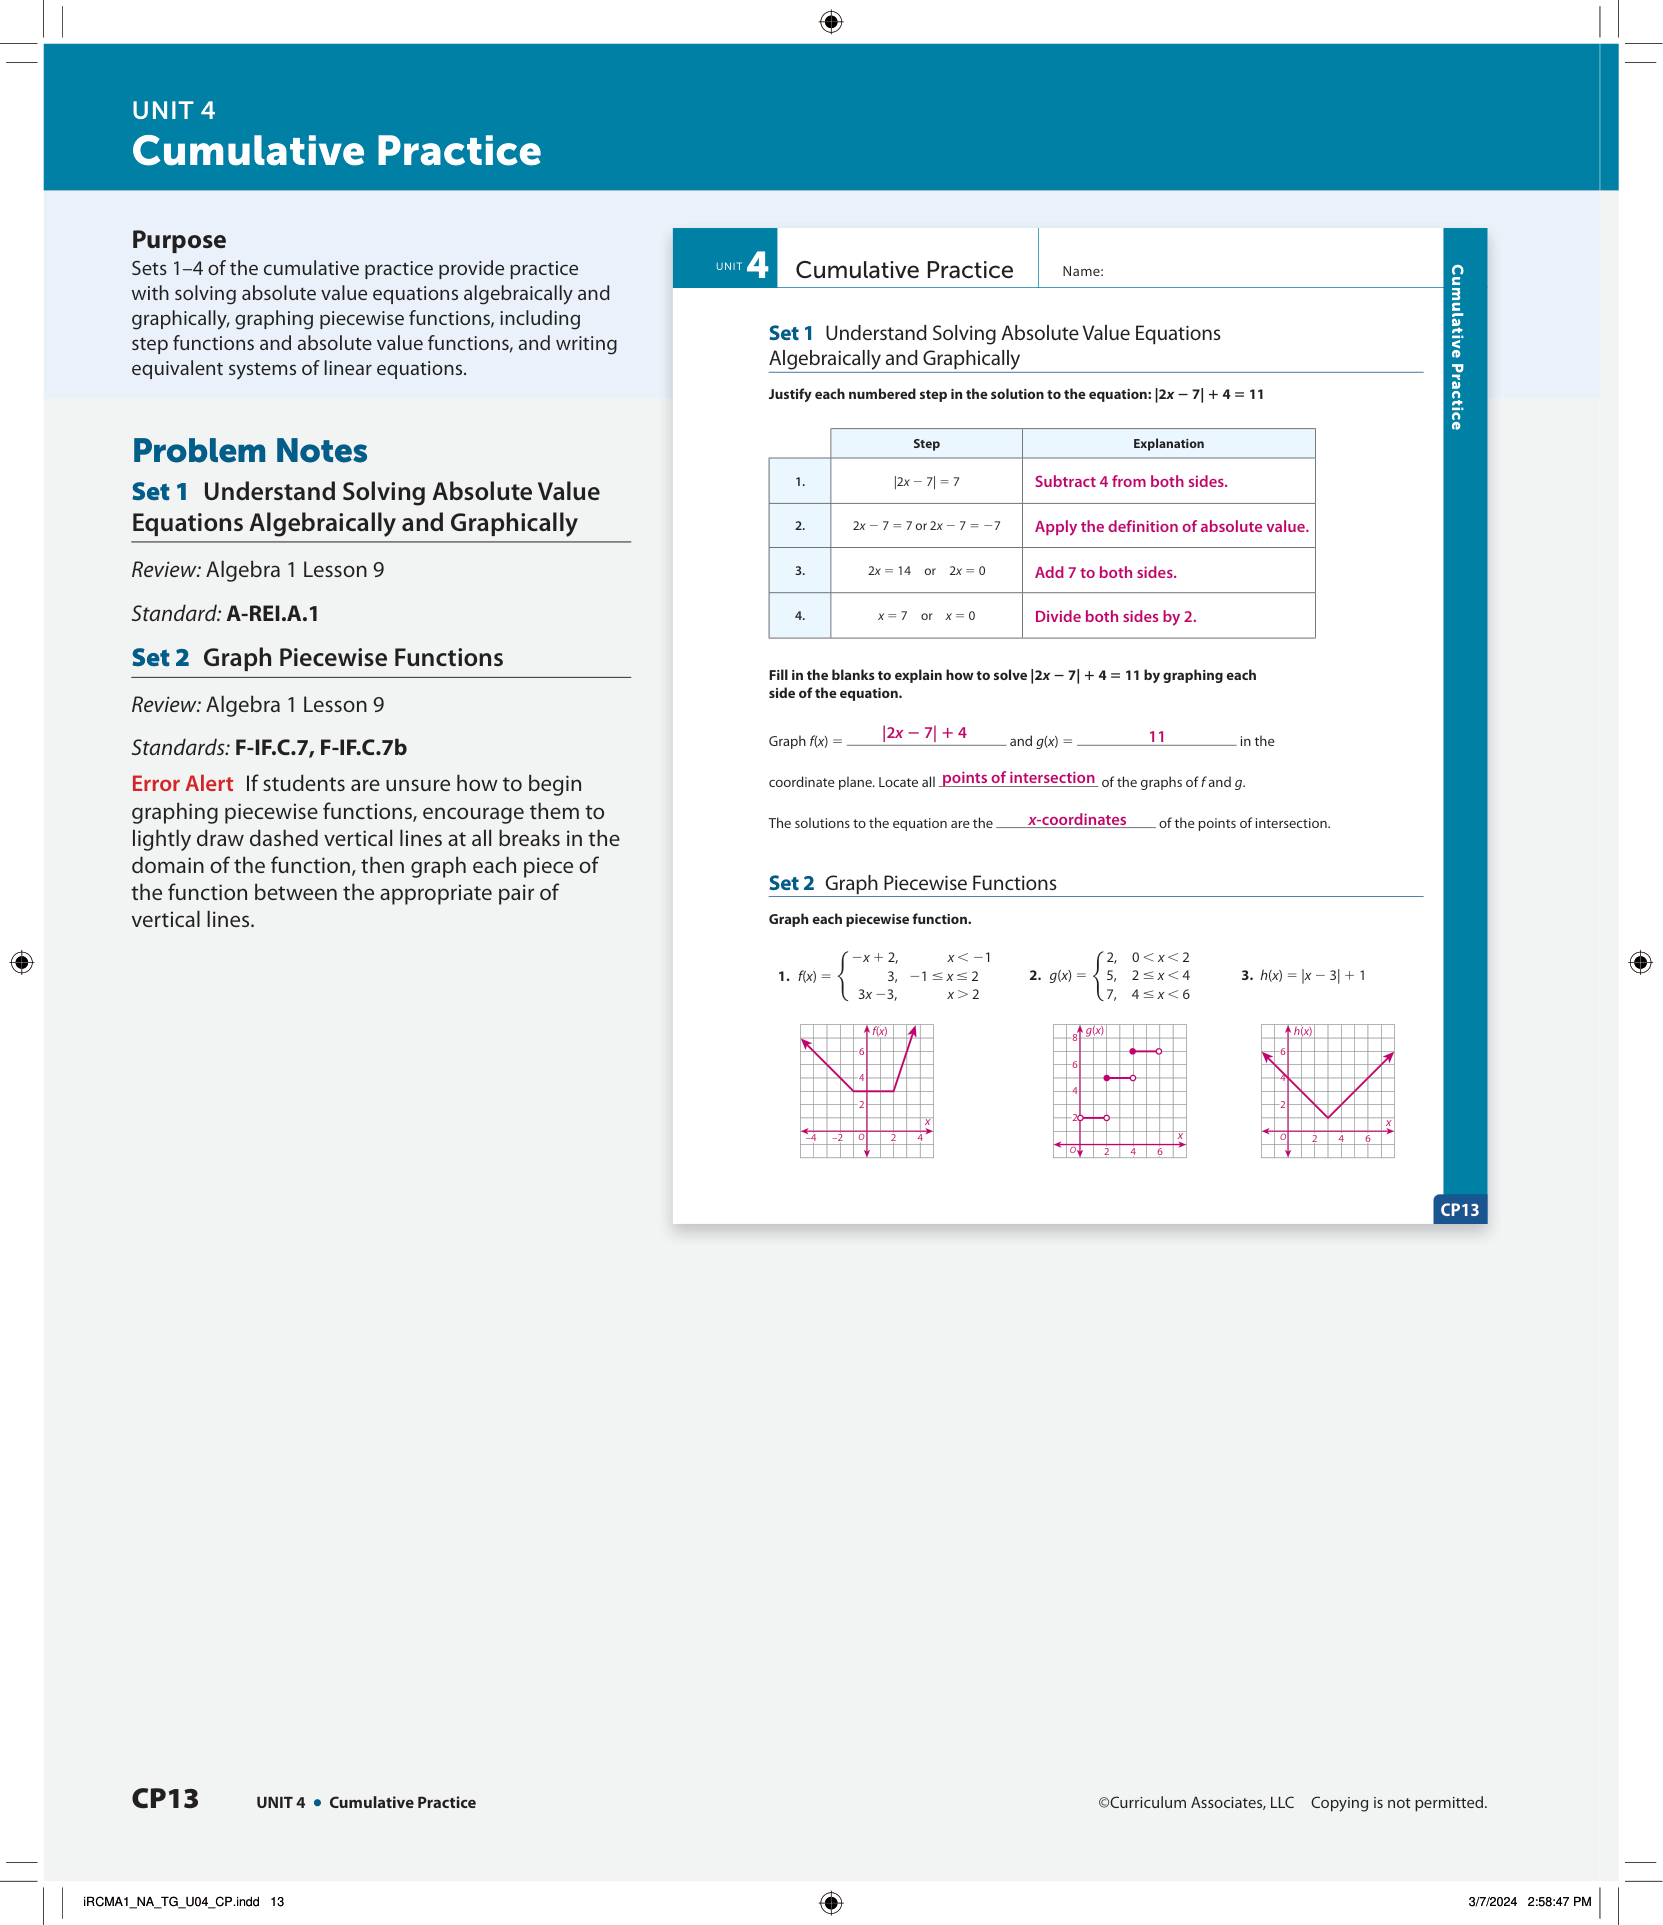 UNIT 4
Cumulative Practice
Purpose
Sets 1–4 of the cumulative practice provide practice
with solving absolute value equations algebraically and
graphically, graphing piecewise functions, including
step functions and absolute value functions, and writing
equivalent systems of linear equations.
Problem Notes
Set 1 Understand Solving Absolute Value
Equations Algebraically and Graphically
Review: Algebra 1 Lesson 9
Standard: A-REI.A.1
Set 2 Graph Piecewise Functions
Review: Algebra 1 Lesson 9
Standards: F-IF.C.7, F-IF.C.7b
Error Alert If students are unsure how to begin
graphing piecewise functions, encourage them to
lightly draw dashed vertical lines at all breaks in the
domain of the function, then graph each piece of
the function between the appropriate pair of
vertical lines.
UNIT 4 Cumulative Practice Name:
Cumulative Practice
Set 1 Understand Solving Absolute Value Equations
Algebraically and Graphically
Justify each numbered step in the solution to the equation: |2x − 7| + 4 = 11
Step Explanation
1. |2x − 7| = 7 Subtract 4 from both sides.
2. 2x − 7 = 7 or 2x − 7 = −7 Apply the definition of absolute value.
3. 2x = 14 or 2x = 0 Add 7 to both sides.
4. x = 7 or x = 0 Divide both sides by 2.
Fill in the blanks to explain how to solve |2x − 7| + 4 = 11 by graphing each
side of the equation.
Graph f(x) = |2x − 7| + 4 and g(x) = 11 in the
coordinate plane. Locate all points of intersection of the graphs of f and g.
The solutions to the equation are the x-coordinates of the points of intersection.
Set 2 Graph Piecewise Functions
Graph each piecewise function.
1. f(x) = { −x + 2, x < −1
3, −1 ≤ x ≤ 2
3x −3, x > 2
2. g(x) = { 2, 0 < x < 2
5, 2 ≤ x < 4
7, 4 ≤ x < 6
3. h(x) = |x − 3| + 1
f(x)
6
4
2
x
–4 –2 O 2 4
g(x)
8
6
4
2
x
O 2 4 6
h(x)
6
4
2
x
O 2 4 6
CP13
CP13 UNIT 4 • Cumulative Practice ©Curriculum Associates, LLC Copying is not permitted.
iRCMA1_NA_TG_U04_CP.indd 13 3/7/2024 2:58:47 PM